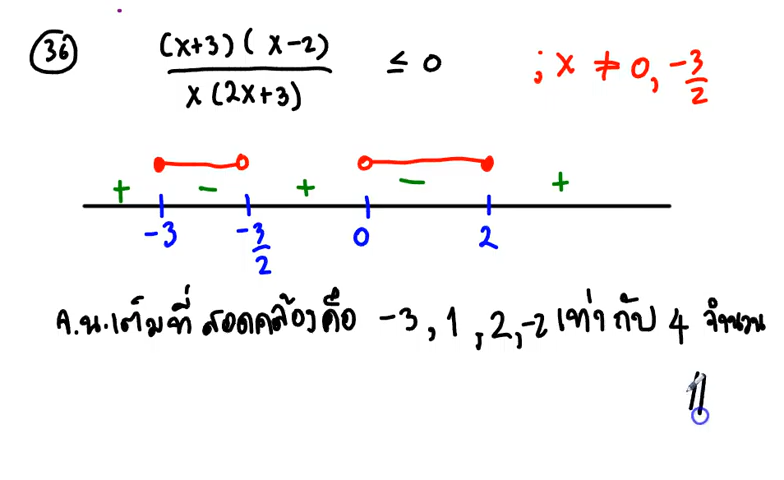 36 (x+3)(x-2) / x(2x+3) ≤ 0 ; x ≠ 0, -3/2
+ - + - +
-3 -3/2 0 2
จ.น.เต็มที่ สอดคล้องคือ -3, 1, 2, -2 เท่ากับ 4 จำนวน